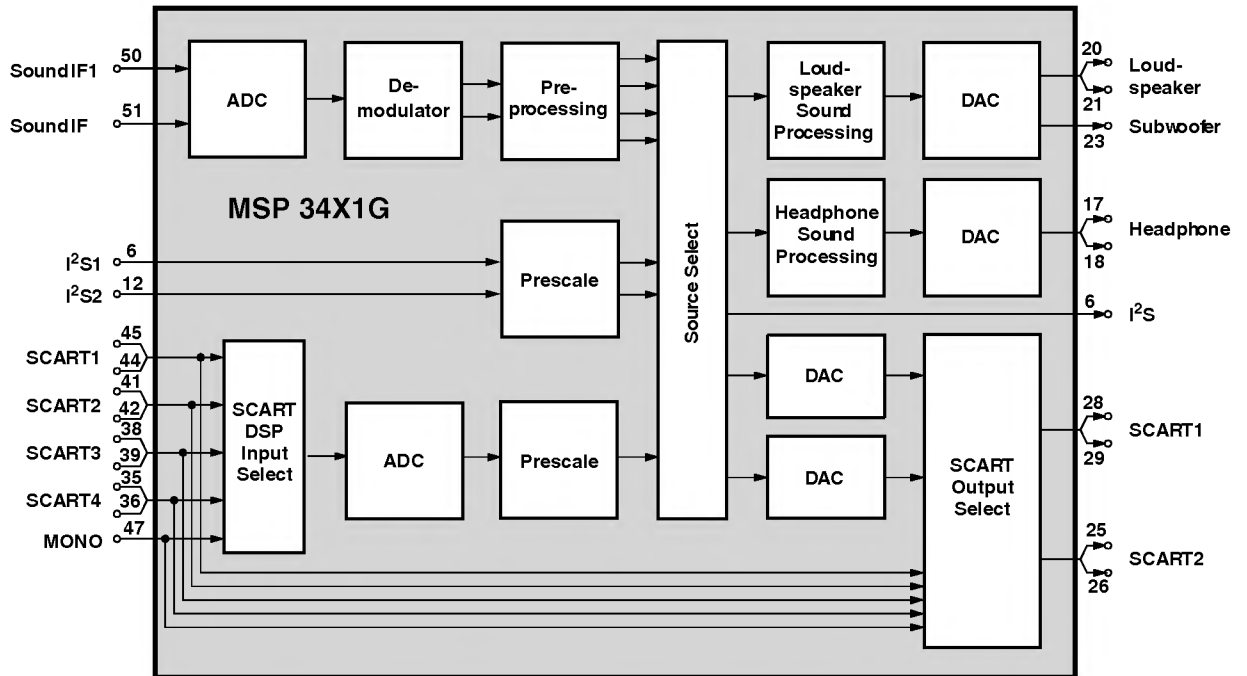 SoundIF1
50
SoundIF
51
ADC
De-
modulator
Pre-
processing
Source Select
Loud-
speaker
Sound
Processing
DAC
20
21
Loud-
speaker
23
Subwoofer
MSP 34X1G
I²S1
6
I²S2
12
Prescale
Headphone
Sound
Processing
DAC
17
18
Headphone
6
I²S
SCART1
45
44
SCART2
41
42
SCART3
38
39
SCART4
35
36
MONO
47
SCART
DSP
Input
Select
ADC
Prescale
DAC
DAC
SCART
Output
Select
28
29
SCART1
25
26
SCART2